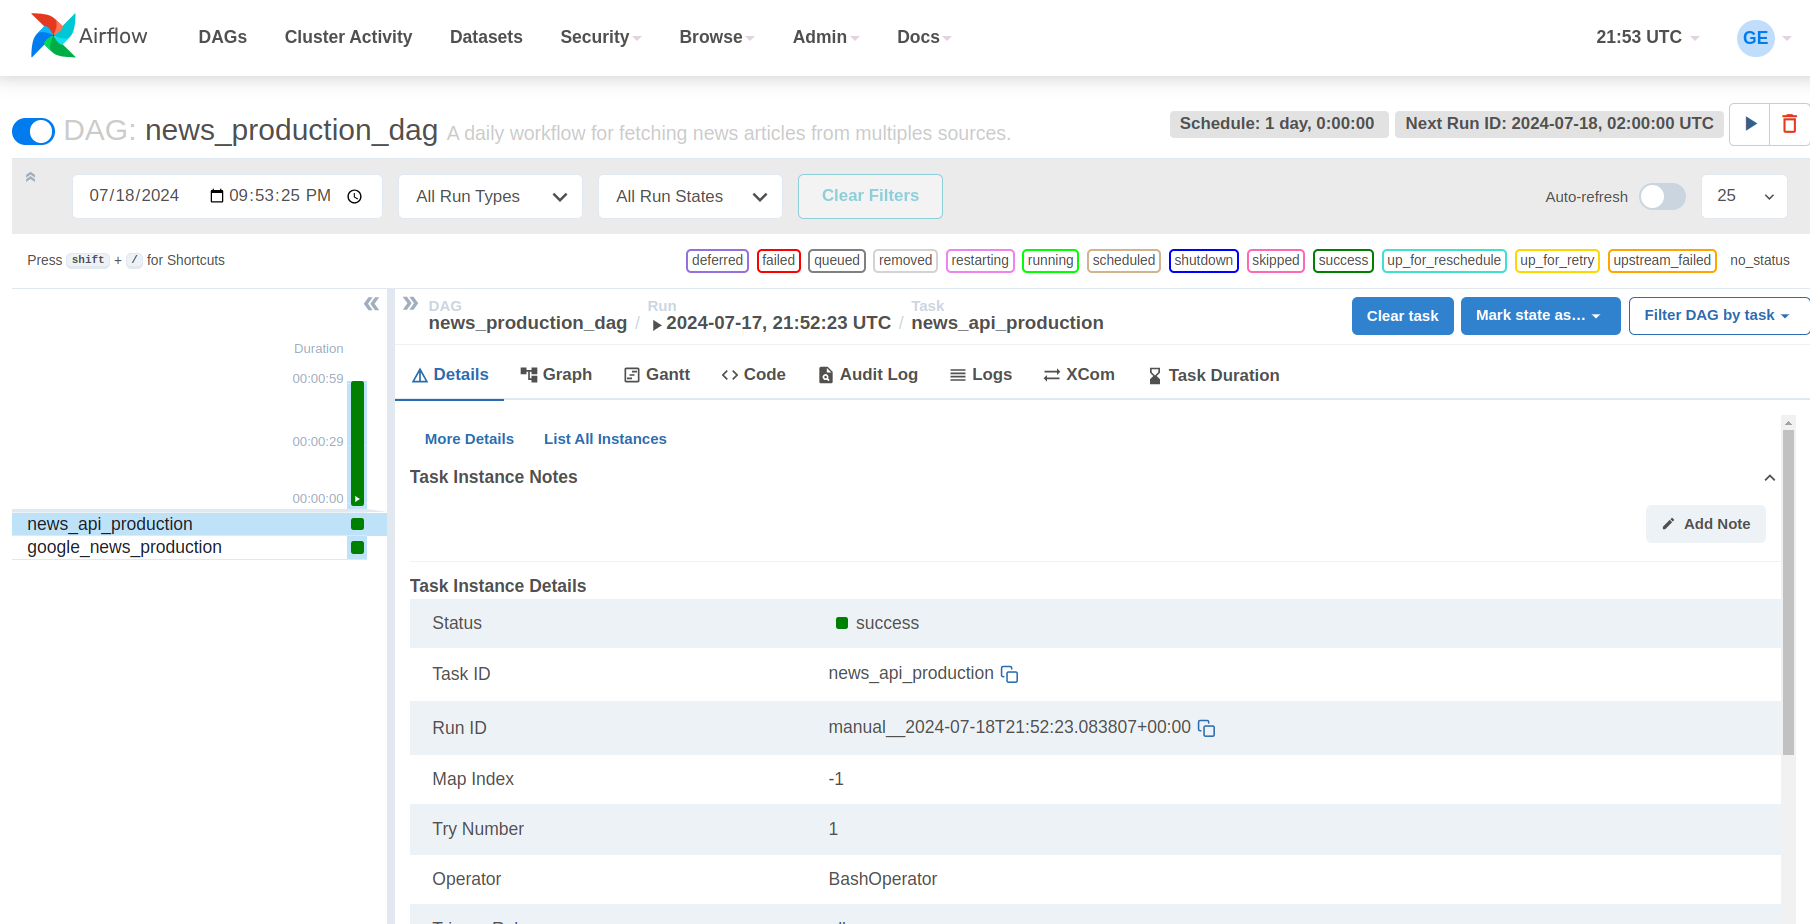 Airflow DAGs Cluster Activity Datasets Security Browse Admin Docs 21:53 UTC GE
DAG: news_production_dag A daily workflow for fetching news articles from multiples sources. Schedule: 1 day, 0:00:00 Next Run ID: 2024-07-18, 02:00:00 UTC
07/18/2024 09:53:25 PM All Run Types All Run States Clear Filters Auto-refresh 25
Press shift + / for Shortcuts deferred failed queued removed restarting running scheduled shutdown skipped success up_for_reschedule up_for_retry upstream_failed no_status
DAG Run Task
news_production_dag / 2024-07-17, 21:52:23 UTC / news_api_production Clear task Mark state as… Filter DAG by task
Duration
00:00:59
00:00:29
00:00:00
news_api_production
google_news_production
Details Graph Gantt Code Audit Log Logs XCom Task Duration
More Details List All Instances
Task Instance Notes
Add Note
Task Instance Details
Status success
Task ID news_api_production
Run ID manual__2024-07-18T21:52:23.083807+00:00
Map Index -1
Try Number 1
Operator BashOperator